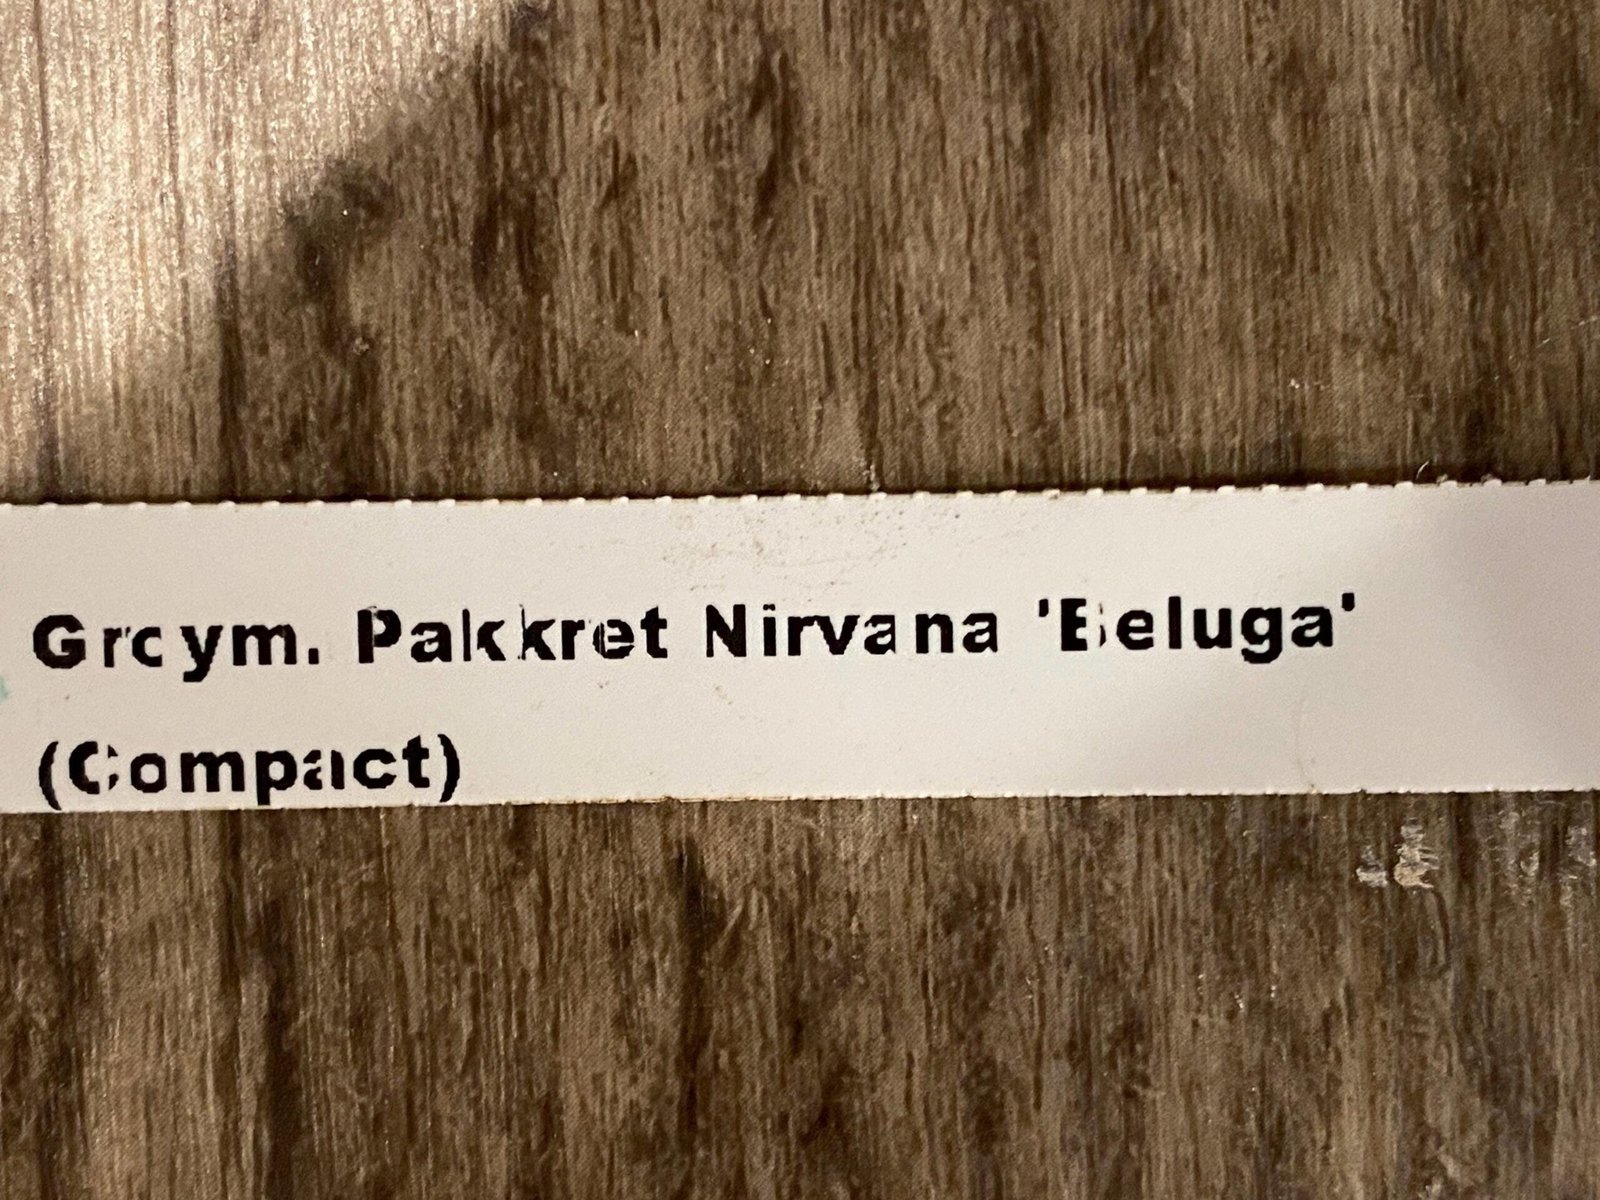 Grcym. Pakkret Nirvana 'Beluga'
(Compact)